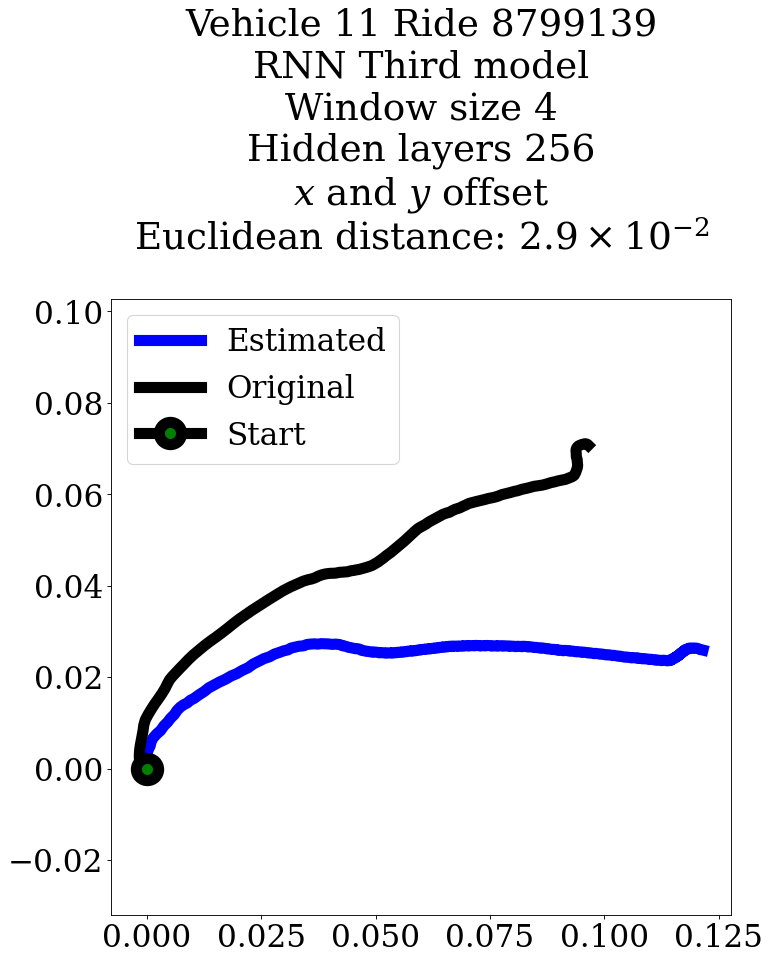 Vehicle 11 Ride 8799139
RNN Third model
Window size 4
Hidden layers 256
x and y offset
Euclidean distance: 2.9 × 10⁻²
Estimated
Original
Start
0.10
0.08
0.06
0.04
0.02
0.00
−0.02
0.000 0.025 0.050 0.075 0.100 0.125